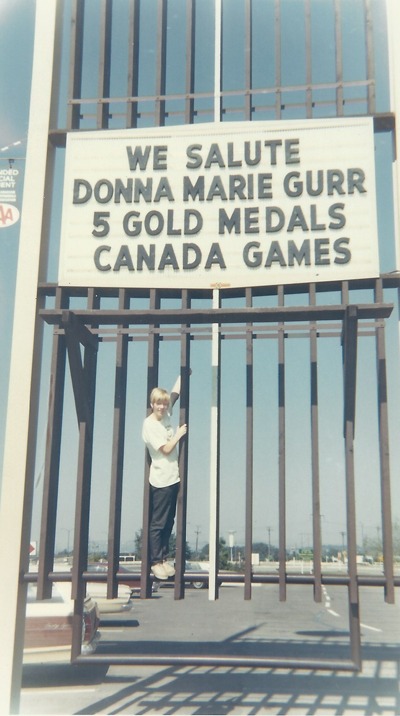 WE SALUTE
DONNA MARIE GURR
5 GOLD MEDALS
CANADA GAMES